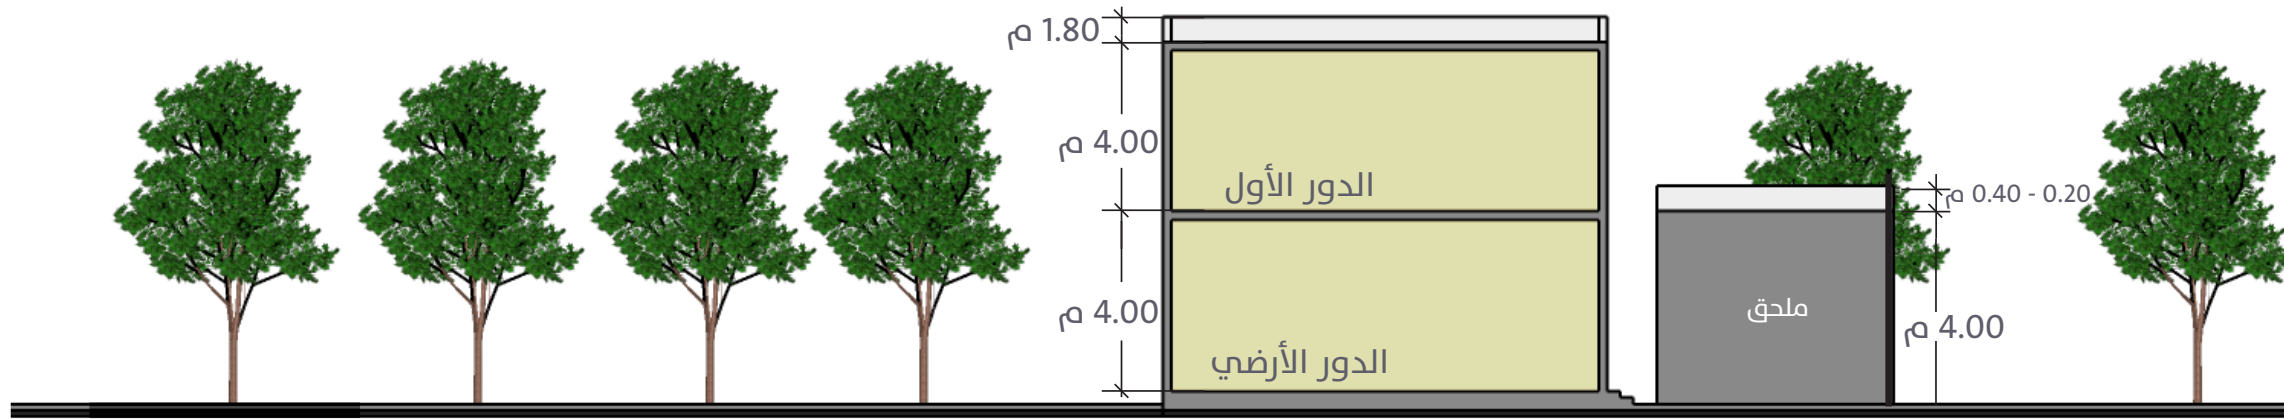 1.80 م
4.00 م
الدور الأول
0.20 - 0.40 م
4.00 م
الدور الأرضي
ملحق
4.00 م